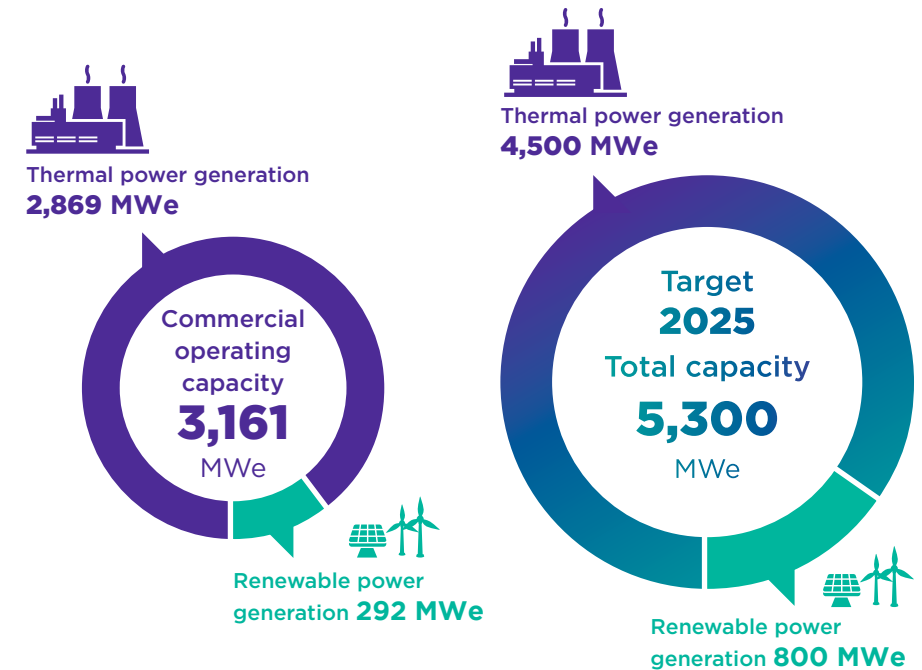 Thermal power generation
2,869 MWe
Commercial
operating
capacity
3,161
MWe
Renewable power
generation 292 MWe
Thermal power generation
4,500 MWe
Target
2025
Total capacity
5,300
MWe
Renewable power
generation 800 MWe